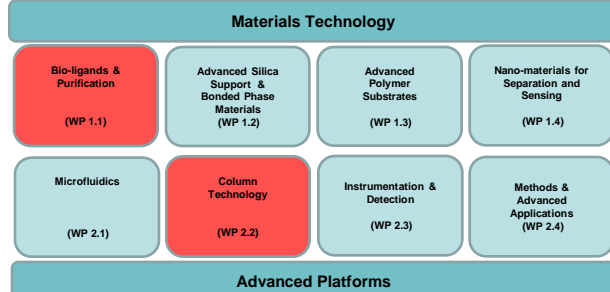 Materials Technology
Bio-ligands &
Purification
(WP 1.1)
Advanced Silica
Support &
Bonded Phase
Materials
(WP 1.2)
Advanced
Polymer
Substrates
(WP 1.3)
Nano-materials for
Separation and
Sensing
(WP 1.4)
Microfluidics
(WP 2.1)
Column
Technology
(WP 2.2)
Instrumentation &
Detection
(WP 2.3)
Methods &
Advanced
Applications
(WP 2.4)
Advanced Platforms